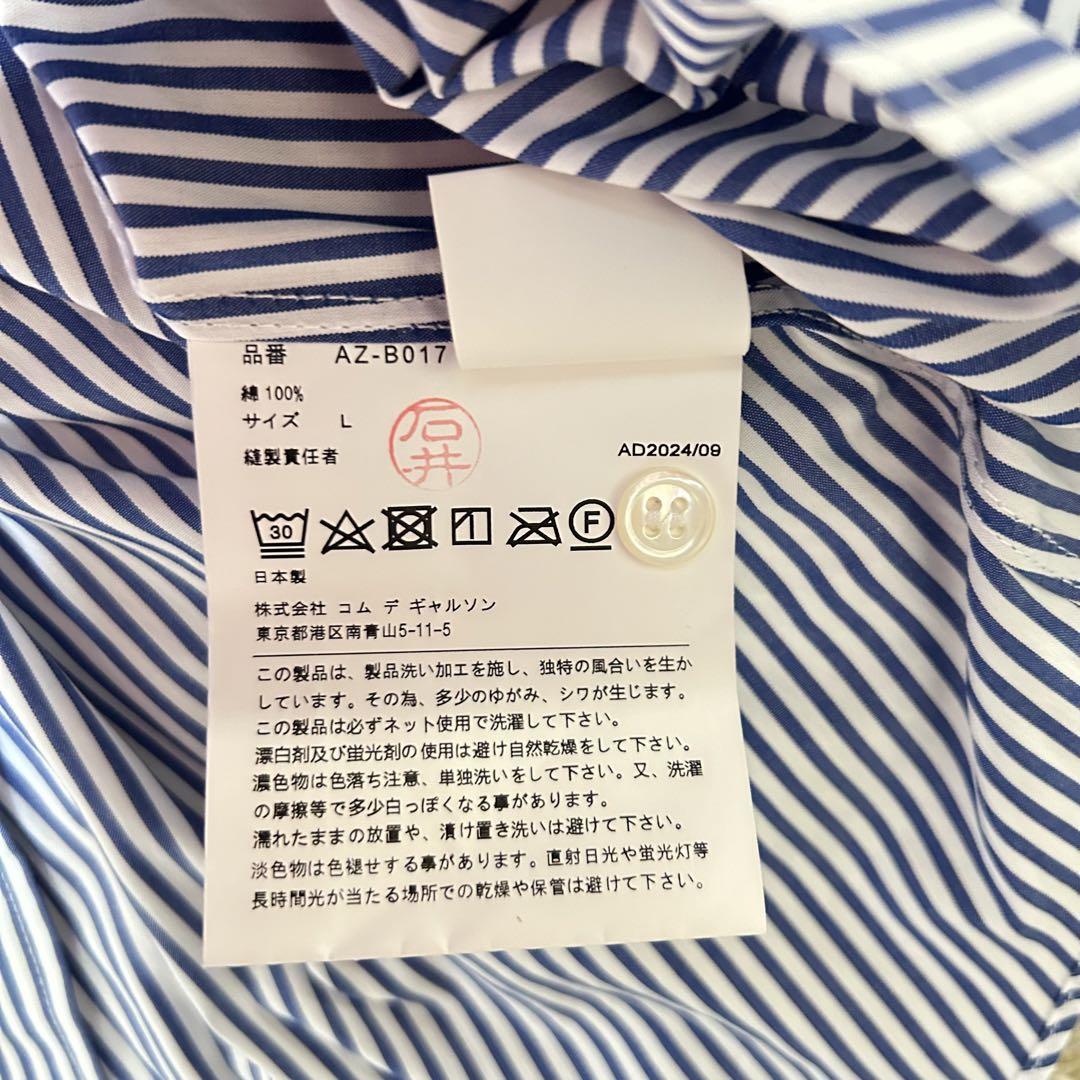 品番 AZ-B017
綿 100%
サイズ L
縫製責任者 石井
AD2024/09
30
F
日本製
株式会社 コム デ ギャルソン
東京都港区南青山5-11-5
この製品は、製品洗い加工を施し、独特の風合いを生か
しています。その為、多少のゆがみ、シワが生じます。
この製品は必ずネット使用で洗濯して下さい。
漂白剤及び蛍光剤の使用は避け自然乾燥をして下さい。
濃色物は色落ち注意、単独洗いをして下さい。又、洗濯
の摩擦等で多少白っぽくなる事があります。
濡れたままの放置や、漬け置き洗いは避けて下さい。
淡色物は色褪せする事があります。直射日光や蛍光灯等
長時間光が当たる場所での乾燥や保管は避けて下さい。